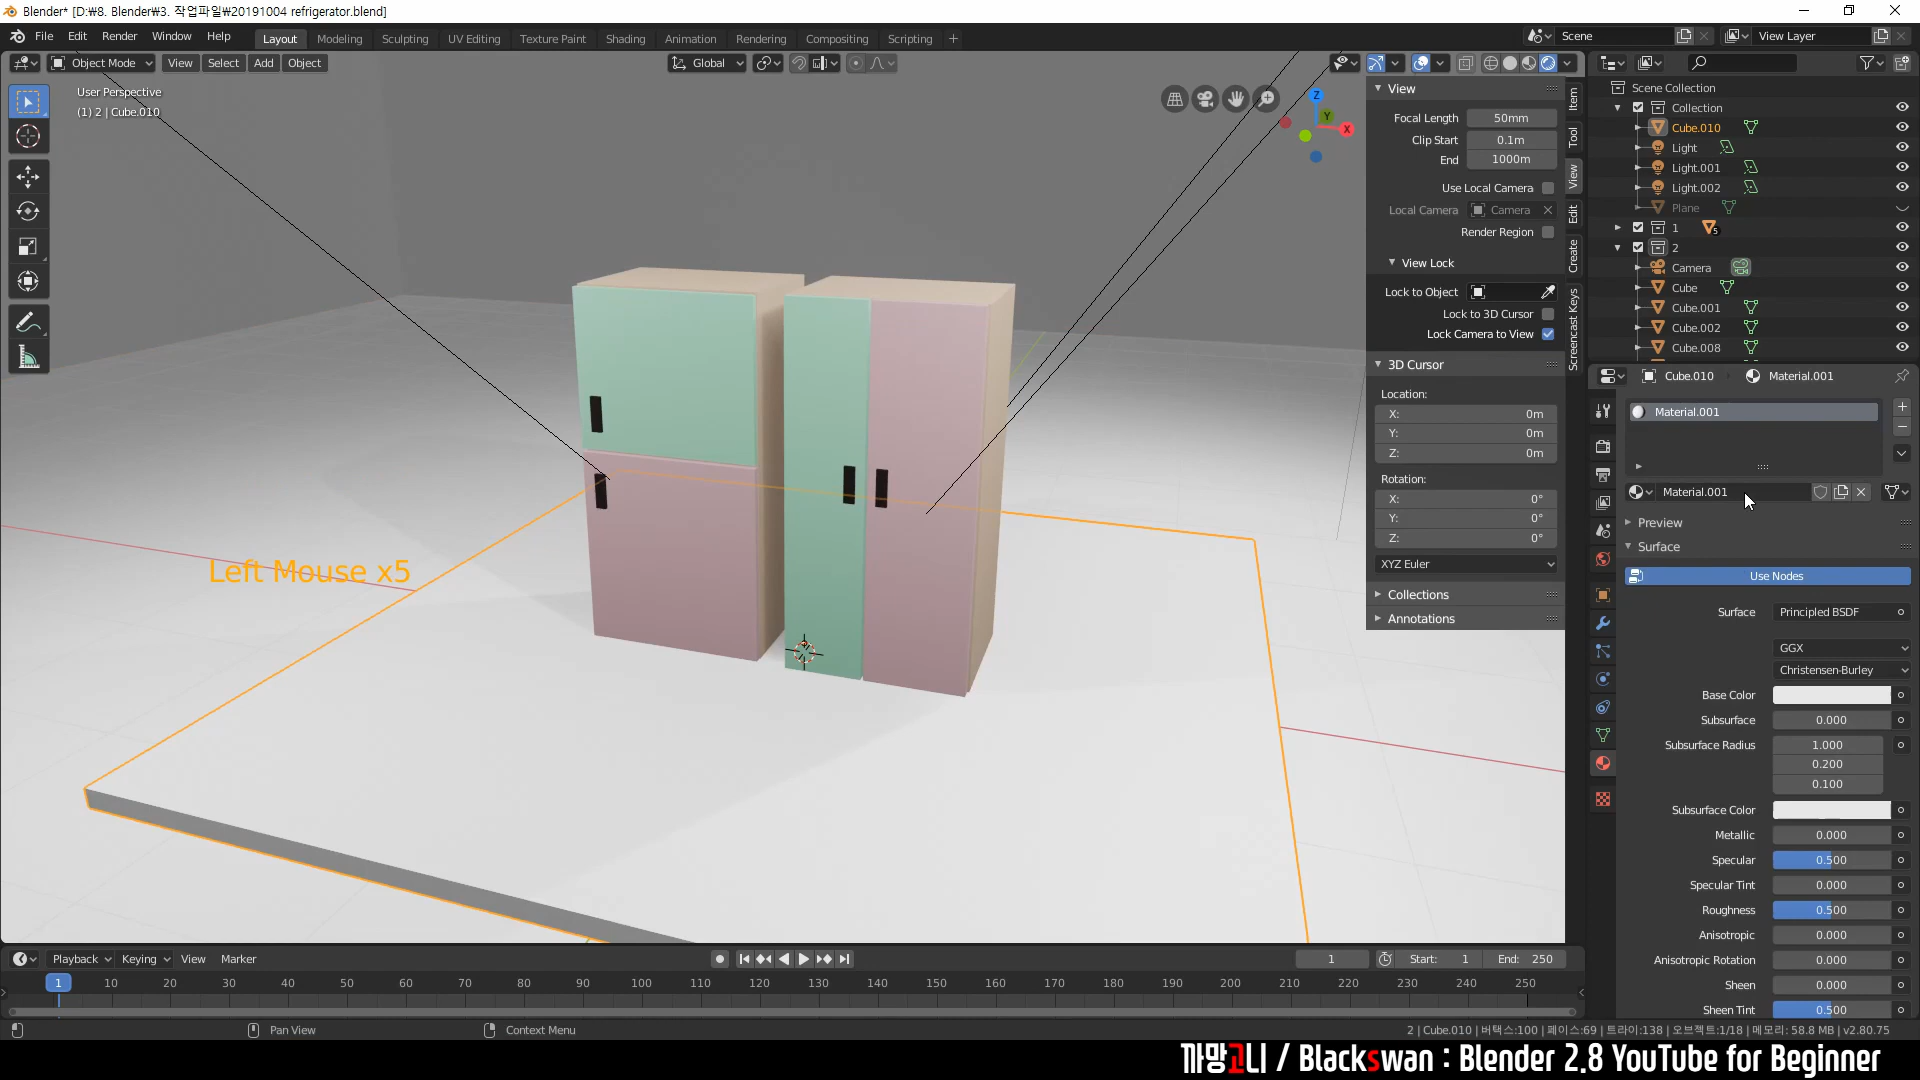 Blender* [D:₩8. Blender₩3. 작업파일₩20191004 refrigerator.blend]
File Edit Render Window Help Layout Modeling Sculpting UV Editing Texture Paint Shading Animation Rendering Compositing Scripting + Scene View Layer
Object Mode View Select Add Object Global
User Perspective
(1) 2 | Cube.010
Z
Y
X
View
Focal Length 50mm
Clip Start 0.1m
End 1000m
Use Local Camera
Local Camera Camera
Render Region
View Lock
Lock to Object
Lock to 3D Cursor
Lock Camera to View
3D Cursor
Location:
X: 0m
Y: 0m
Z: 0m
Rotation:
X: 0°
Y: 0°
Z: 0°
XYZ Euler
Collections
Annotations
Item
Tool
View
Edit
Create
Screencast Keys
Scene Collection
Collection
Cube.010
Light
Light.001
Light.002
Plane
1 5
2
Camera
Cube
Cube.001
Cube.002
Cube.008
Cube.010 Material.001
Material.001
Material.001
Preview
Surface
Use Nodes
Surface Principled BSDF
GGX
Christensen-Burley
Base Color
Subsurface 0.000
Subsurface Radius 1.000
0.200
0.100
Subsurface Color
Metallic 0.000
Specular 0.500
Specular Tint 0.000
Roughness 0.500
Anisotropic 0.000
Anisotropic Rotation 0.000
Sheen 0.000
Sheen Tint 0.500
Left Mouse x5
Playback Keying View Marker 1 Start: 1 End: 250
1 10 20 30 40 50 60 70 80 90 100 110 120 130 140 150 160 170 180 190 200 210 220 230 240 250
Pan View Context Menu 2 | Cube.010 | 버텍스:100 | 페이스:69 | 트라이:138 | 오브젝트:1/18 | 메모리: 58.8 MB | v2.80.75
까망고니 / Blackswan : Blender 2.8 YouTube for Beginner